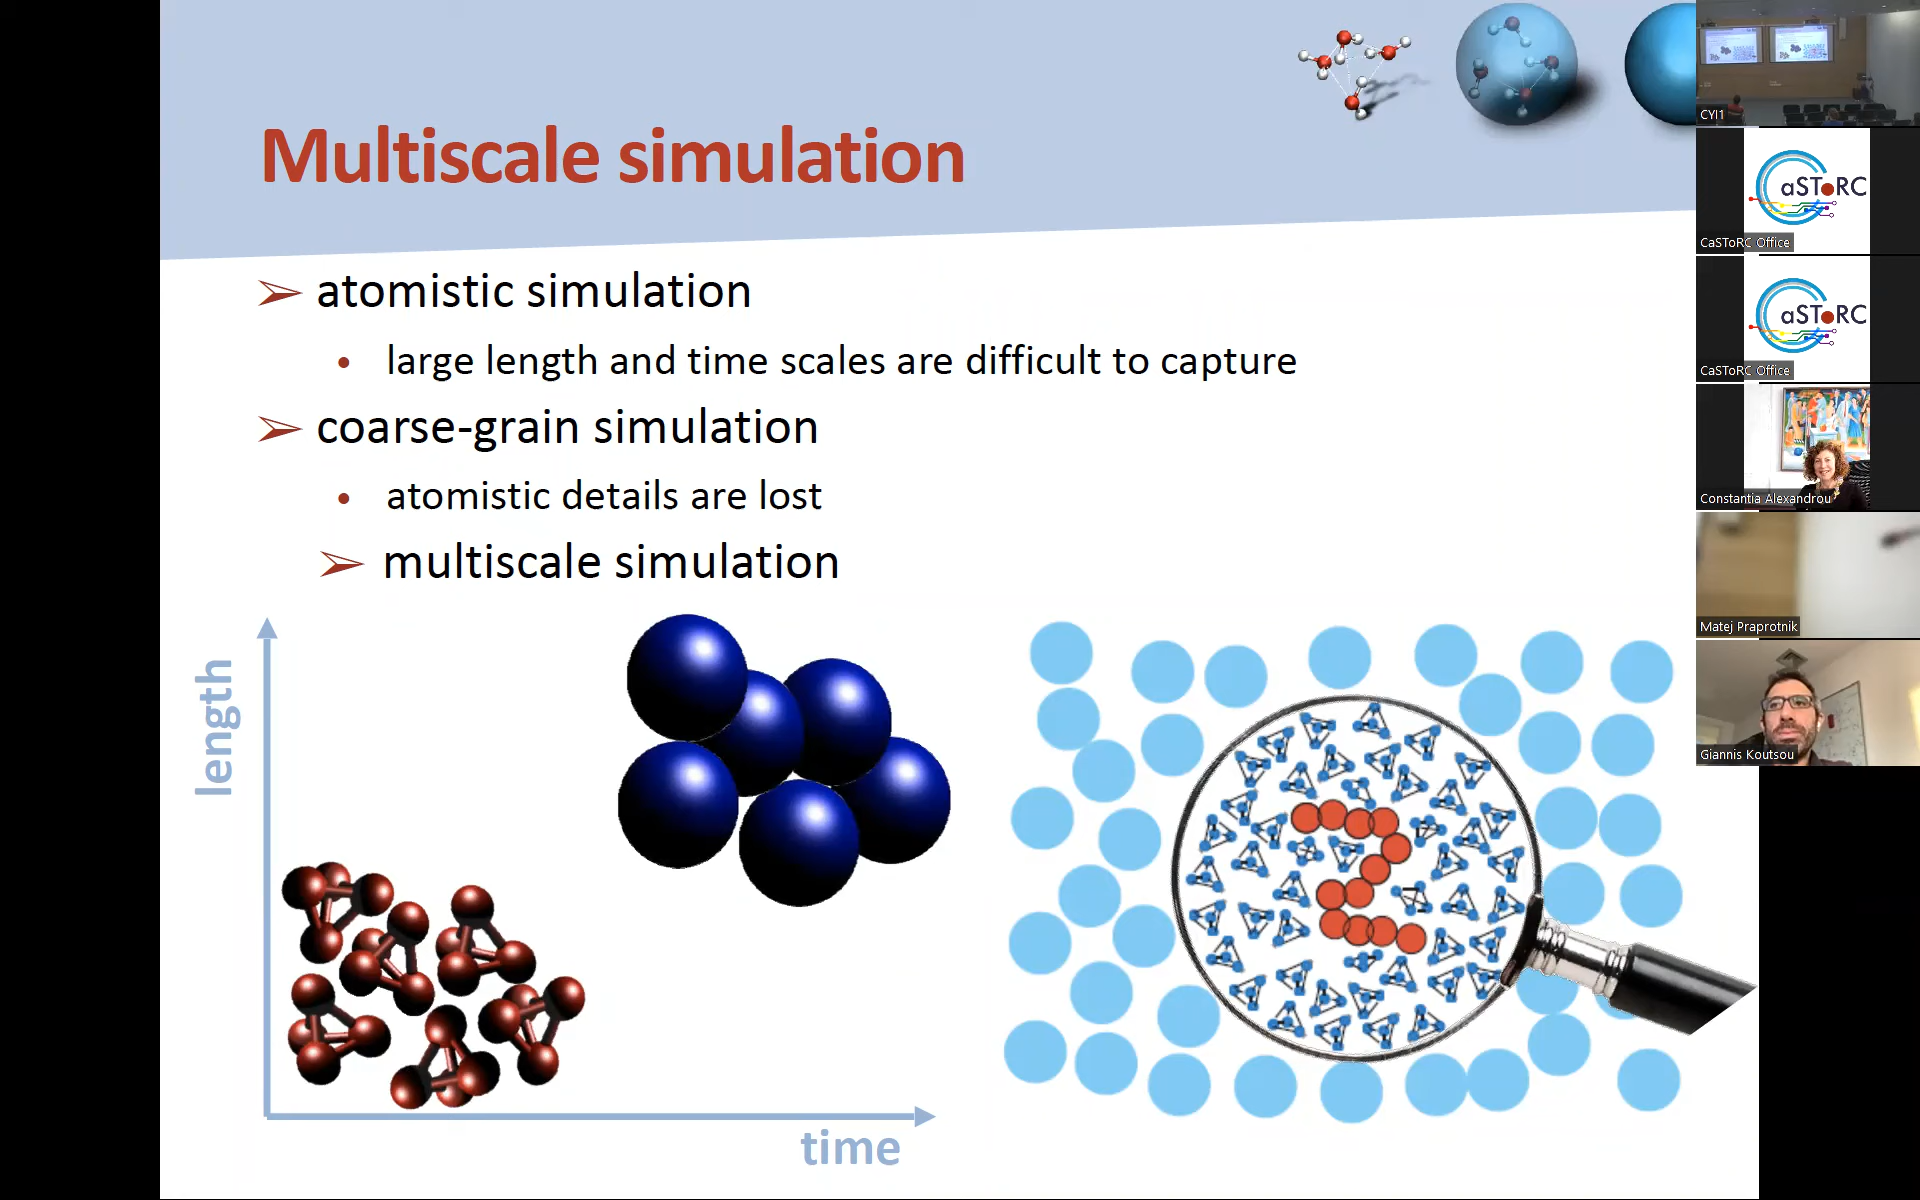 Multiscale simulation
atomistic simulation
large length and time scales are difficult to capture
coarse-grain simulation
atomistic details are lost
multiscale simulation
length
time
CYI1
aSToRC
CaSToRC Office
aSToRC
CaSToRC Office
Constantia Alexandrou
Matej Praprotnik
Giannis Koutsou